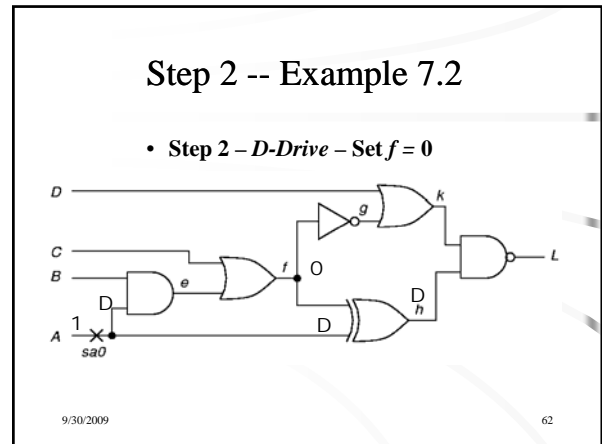 Step 2 -- Example 7.2
• Step 2 – D-Drive – Set f = 0
D
k
g
C
L
B
f
0
e
D
D
h
1
D
A
sa0
9/30/2009
62